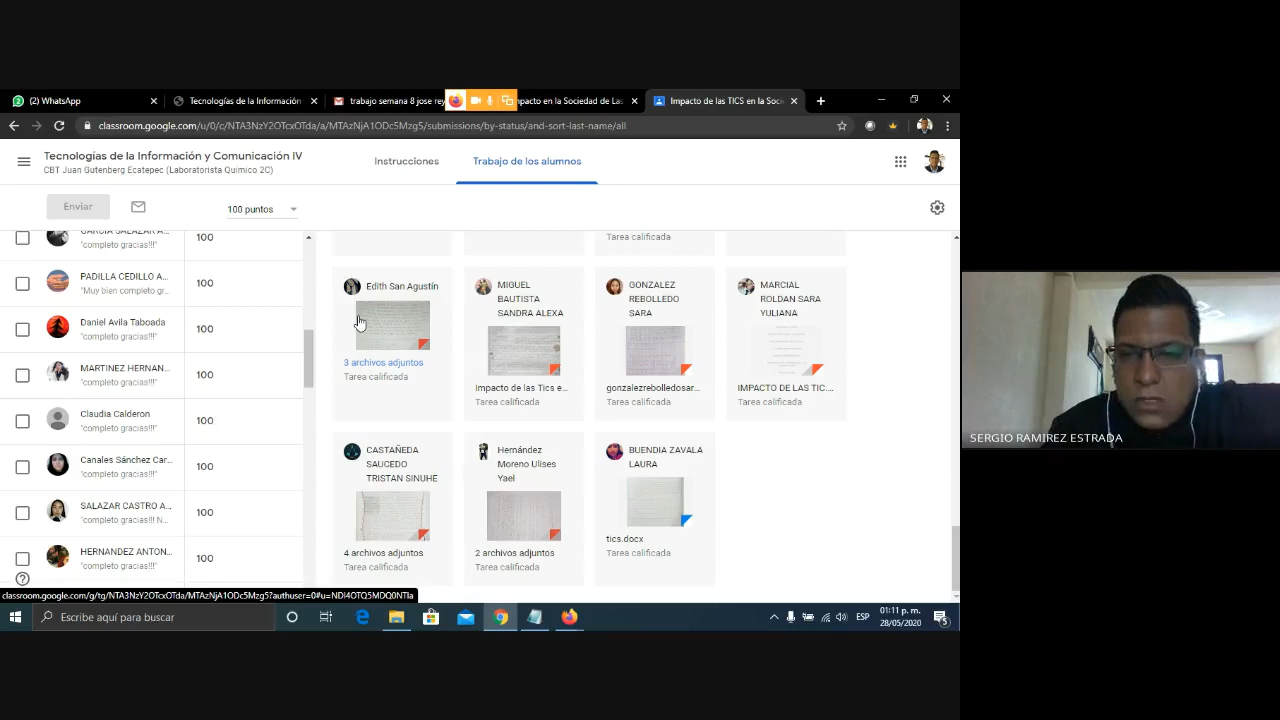 (2) WhatsApp
Tecnologías de la Información
trabajo semana 8 jose rey
mpacto en la Sociedad de Las
Impacto de las TICS en la Soci
classroom.google.com/u/0/c/NTA3NzY2OTcxOTda/a/MTAzNjA1ODc5Mzg5/submissions/by-status/and-sort-last-name/all
Tecnologías de la Información y Comunicación IV
CBT Juan Gutenberg Ecatepec (Laboratorista Químico 2C)
Instrucciones
Trabajo de los alumnos
Enviar
100 puntos
GARCIA SALAZAR A...
"completo gracias!!!"
100
PADILLA CEDILLO A...
"Muy bien completo gr...
100
Daniel Avila Taboada
"completo gracias!!!"
100
MARTINEZ HERNAN...
"completo gracias!!!"
100
Claudia Calderon
"completo gracias!!!"
100
Canales Sánchez Car...
"completo gracias!!!"
100
SALAZAR CASTRO A...
"completo gracias!!! N...
100
HERNANDEZ ANTON...
"completo gracias!!!"
100
Tarea calificada
Edith San Agustín
3 archivos adjuntos
Tarea calificada
MIGUEL
BAUTISTA
SANDRA ALEXA
Impacto de las Tics e...
Tarea calificada
GONZALEZ
REBOLLEDO
SARA
gonzalezrebolledosar...
Tarea calificada
MARCIAL
ROLDAN SARA
YULIANA
IMPACTO DE LAS TIC....
Tarea calificada
CASTAÑEDA
SAUCEDO
TRISTAN SINUHE
4 archivos adjuntos
Tarea calificada
Hernández
Moreno Ulises
Yael
2 archivos adjuntos
Tarea calificada
BUENDIA ZAVALA
LAURA
tics.docx
Tarea calificada
classroom.google.com/g/tg/NTA3NzY2OTcxOTda/MTAzNjA1ODc5Mzg5?authuser=0#u=NDI4OTQ5MDQ0NTla
Escribe aquí para buscar
ESP
01:11 p. m.
28/05/2020
5
SERGIO RAMIREZ ESTRADA